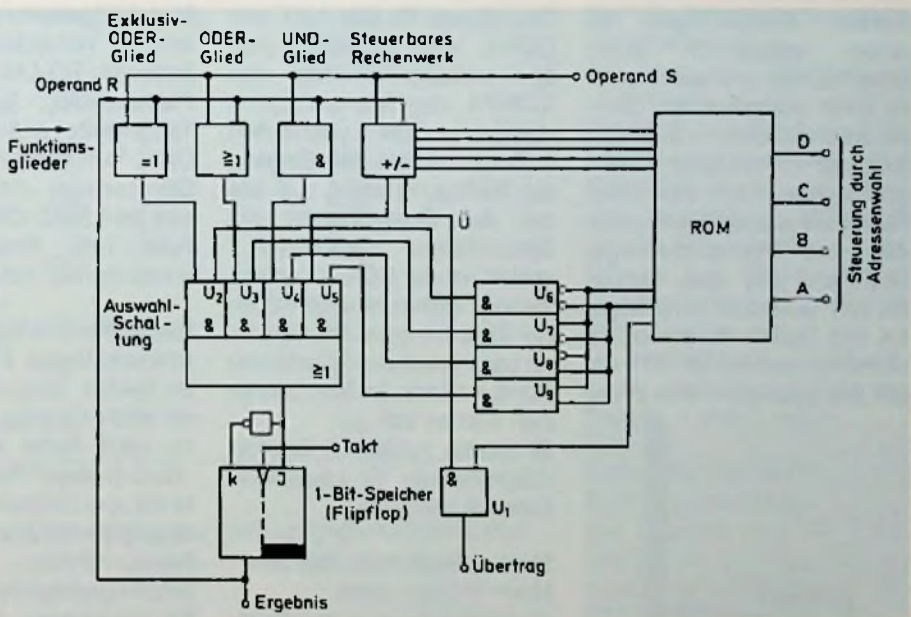 Exklusiv-
ODER-
Glied
ODER-
Glied
UND-
Glied
Steuerbares
Rechenwerk
Operand S
Operand R
Funktions-
glieder
=1
≧1
&
+/−
ROM
D
C
B
A
Steuerung durch
Adressenwahl
Ü
Auswahl-
Schal-
tung
U2 U3 U4 U5
& & & &
≧1
& U6
& U7
& U8
& U9
k J
Takt
1-Bit-Speicher
(Flipflop)
&
U1
Übertrag
Ergebnis